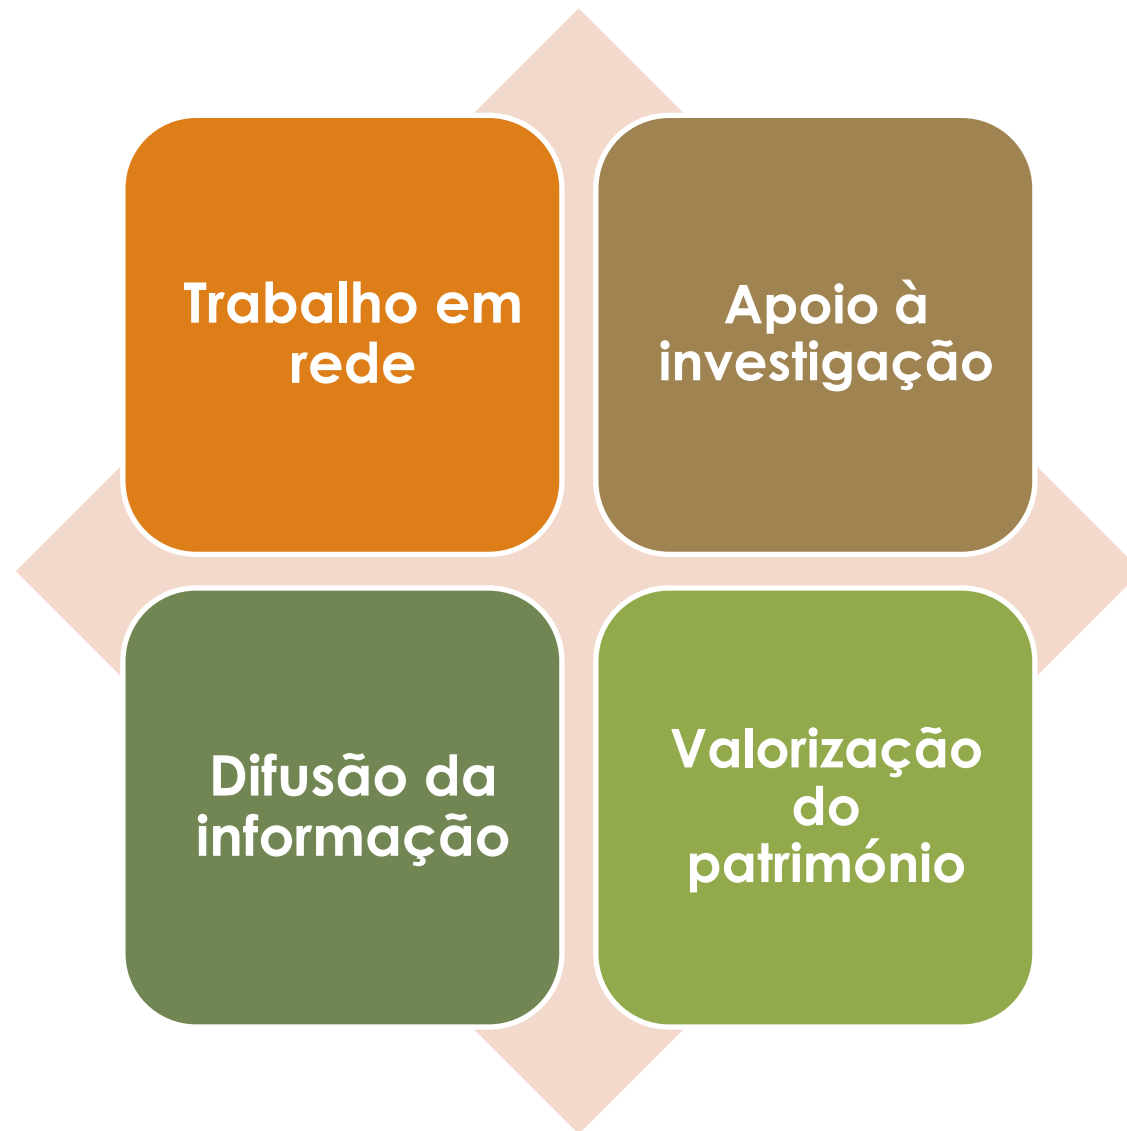 Trabalho em
rede
Apoio à
investigação
Difusão da
informação
Valorização
do
património